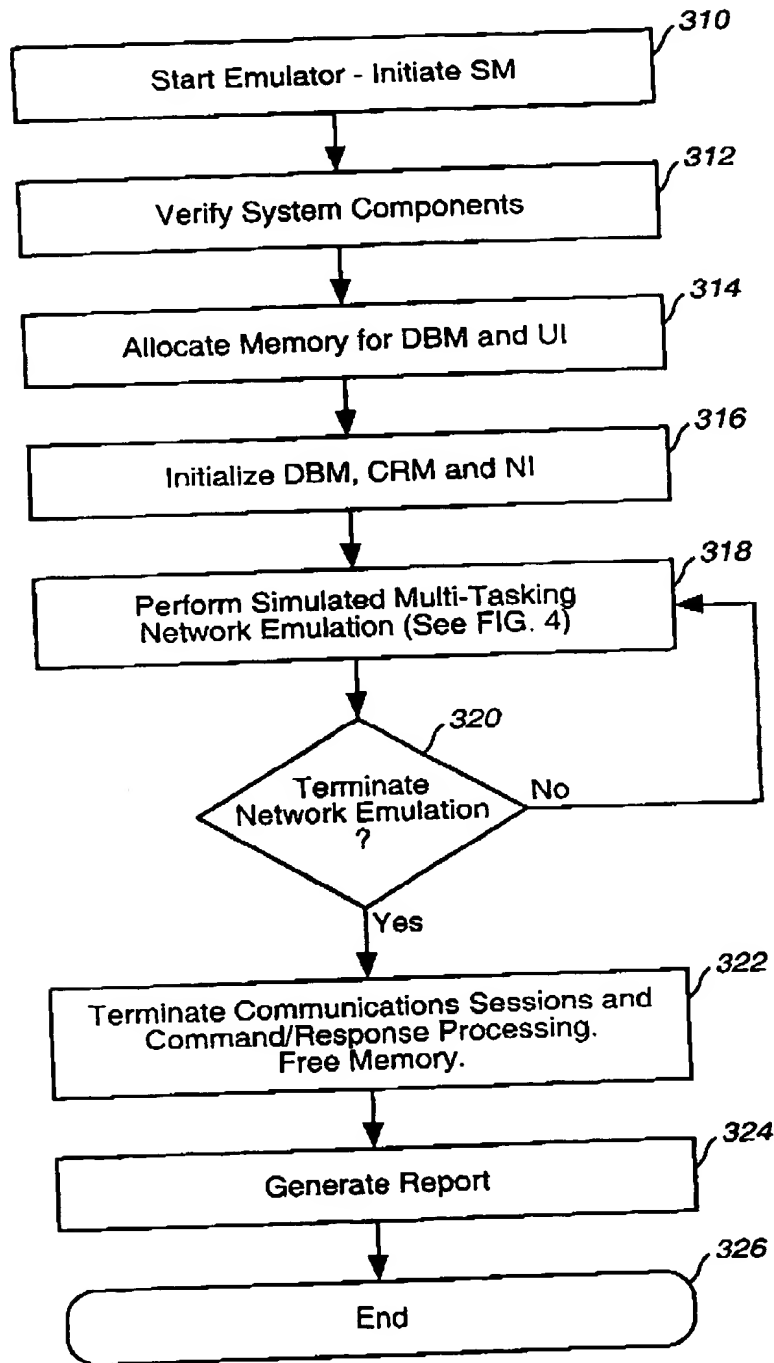 310
Start Emulator - Initiate SM
312
Verify System Components
314
Allocate Memory for DBM and UI
316
Initialize DBM, CRM and NI
318
Perform Simulated Multi-Tasking
Network Emulation (See FIG. 4)
320
Terminate
Network Emulation
?
No
Yes
322
Terminate Communications Sessions and
Command/Response Processing.
Free Memory.
324
Generate Report
326
End